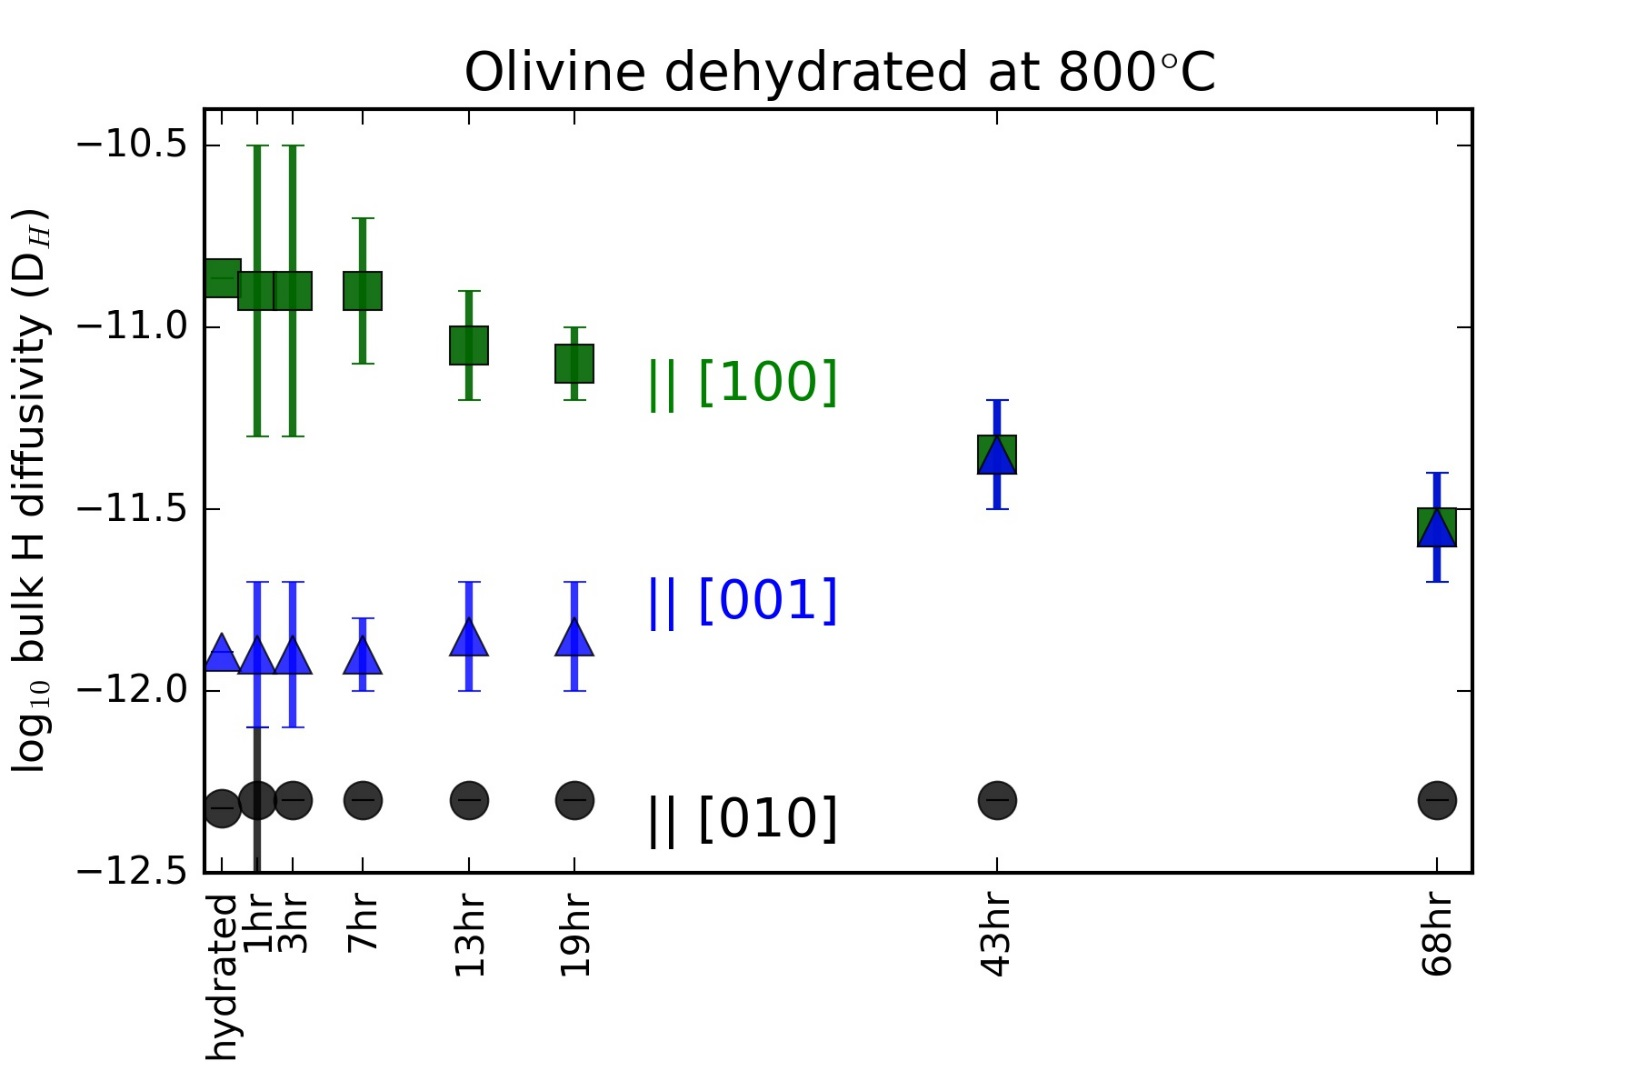 Olivine dehydrated at 800°C
log₁₀ bulk H diffusivity (D_H)
−10.5
−11.0
−11.5
−12.0
−12.5
|| [100]
|| [001]
|| [010]
hydrated
1hr
3hr
7hr
13hr
19hr
43hr
68hr